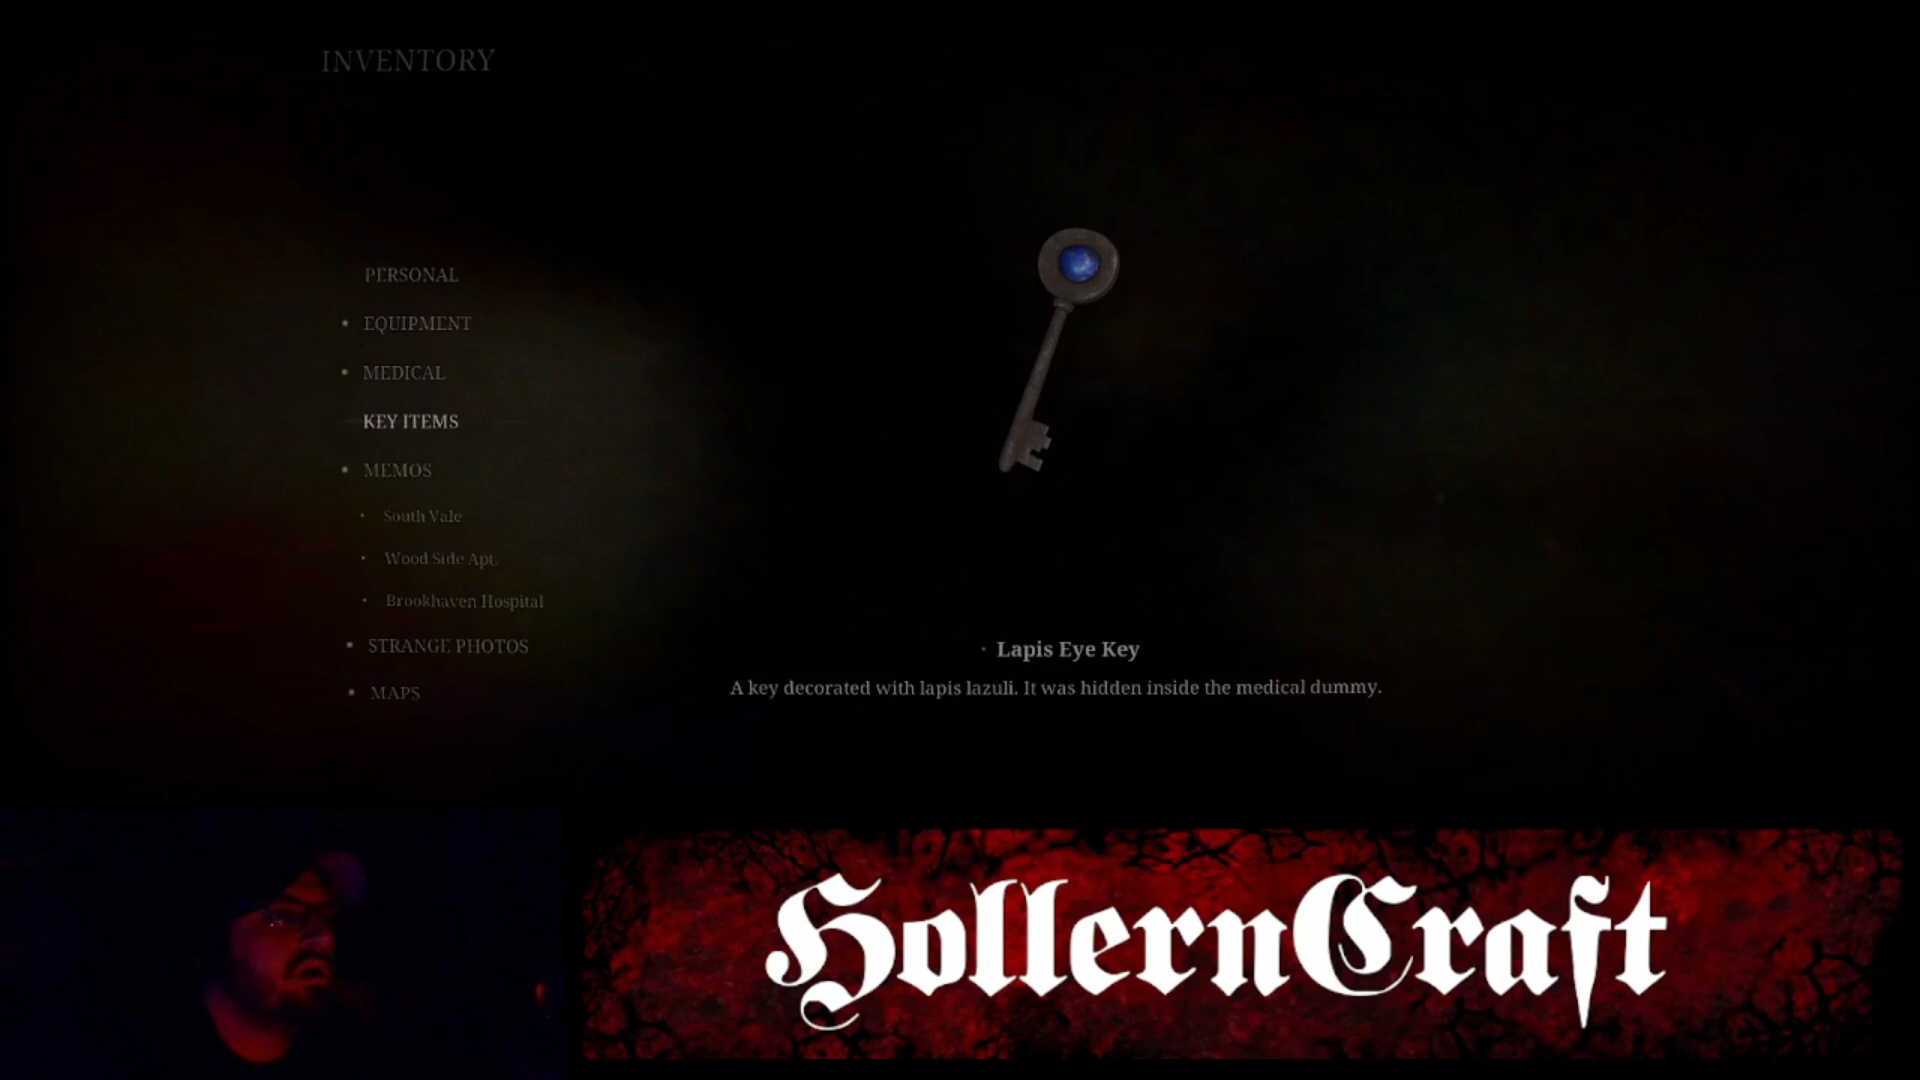 INVENTORY
PERSONAL
• EQUIPMENT
• MEDICAL
KEY ITEMS
• MEMOS
• South Vale
• Wood Side Apt.
• Brookhaven Hospital
• STRANGE PHOTOS
• MAPS
• Lapis Eye Key
A key decorated with lapis lazuli. It was hidden inside the medical dummy.
HollernCraft